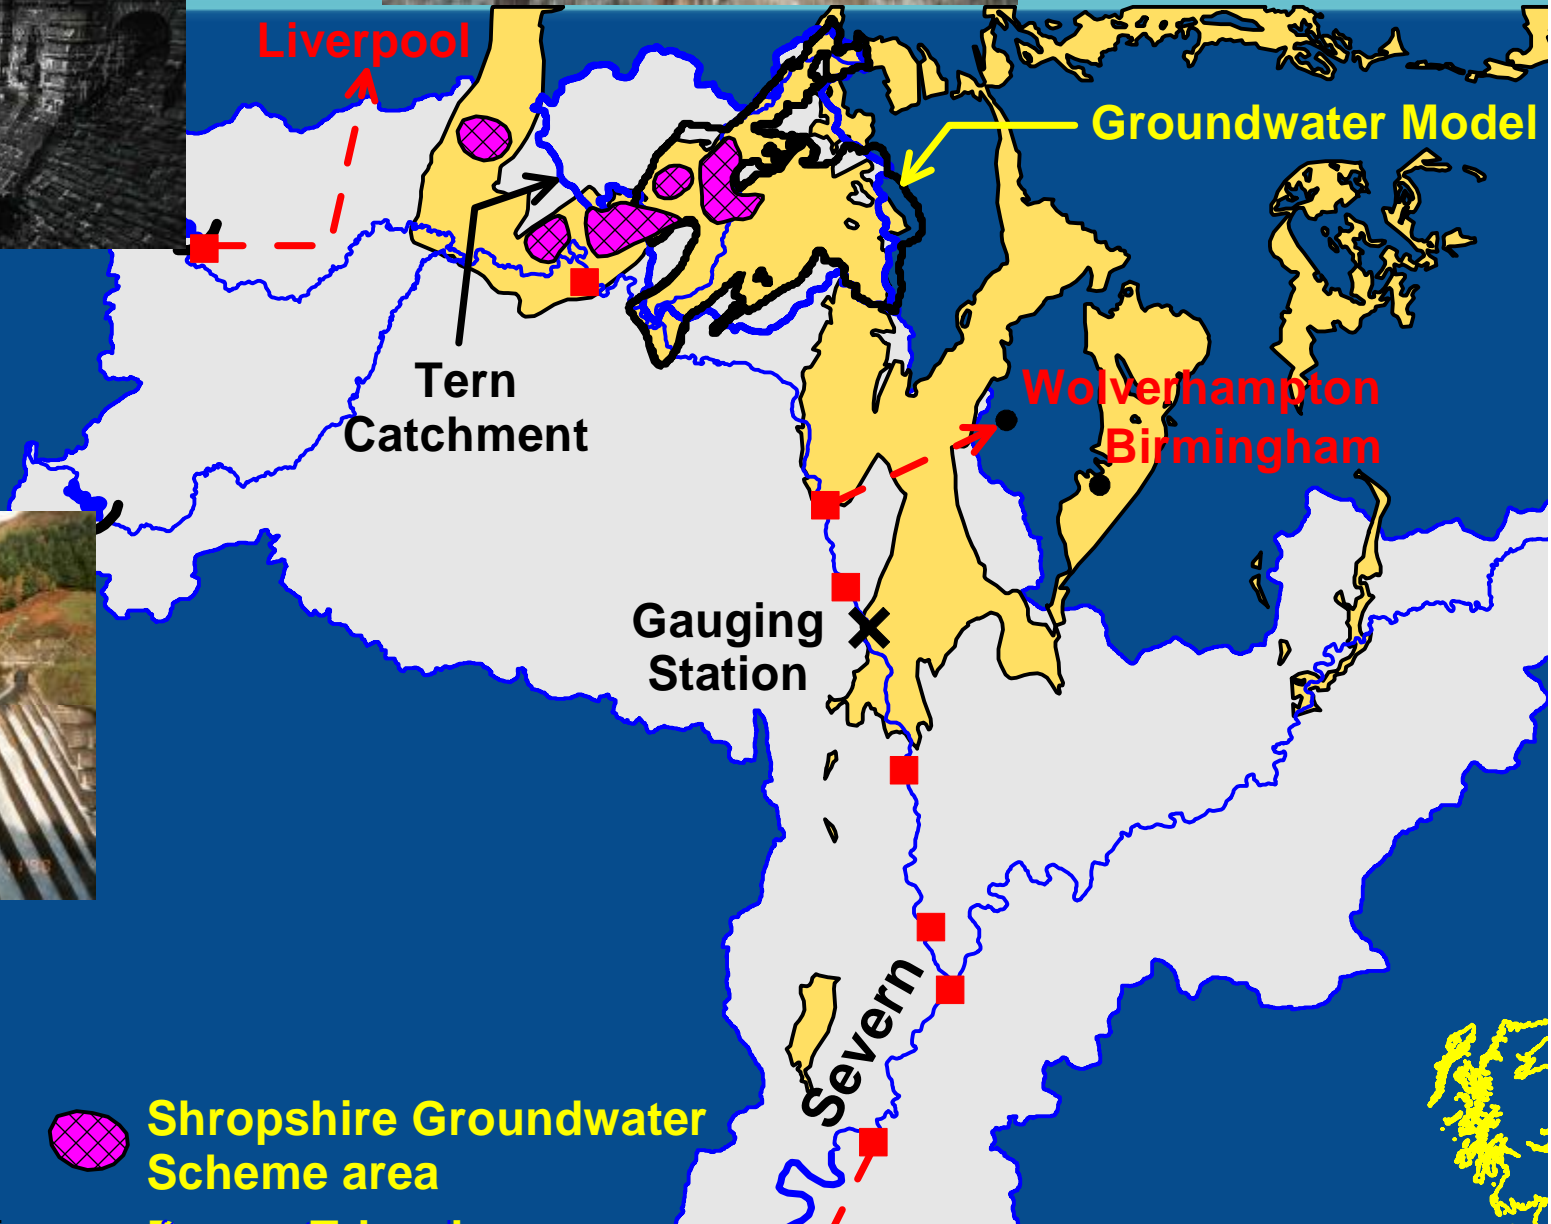 Liverpool
Groundwater Model
Tern
Catchment
Wolverhampton
Birmingham
Gauging
Station
Severn
Shropshire Groundwater
Scheme area